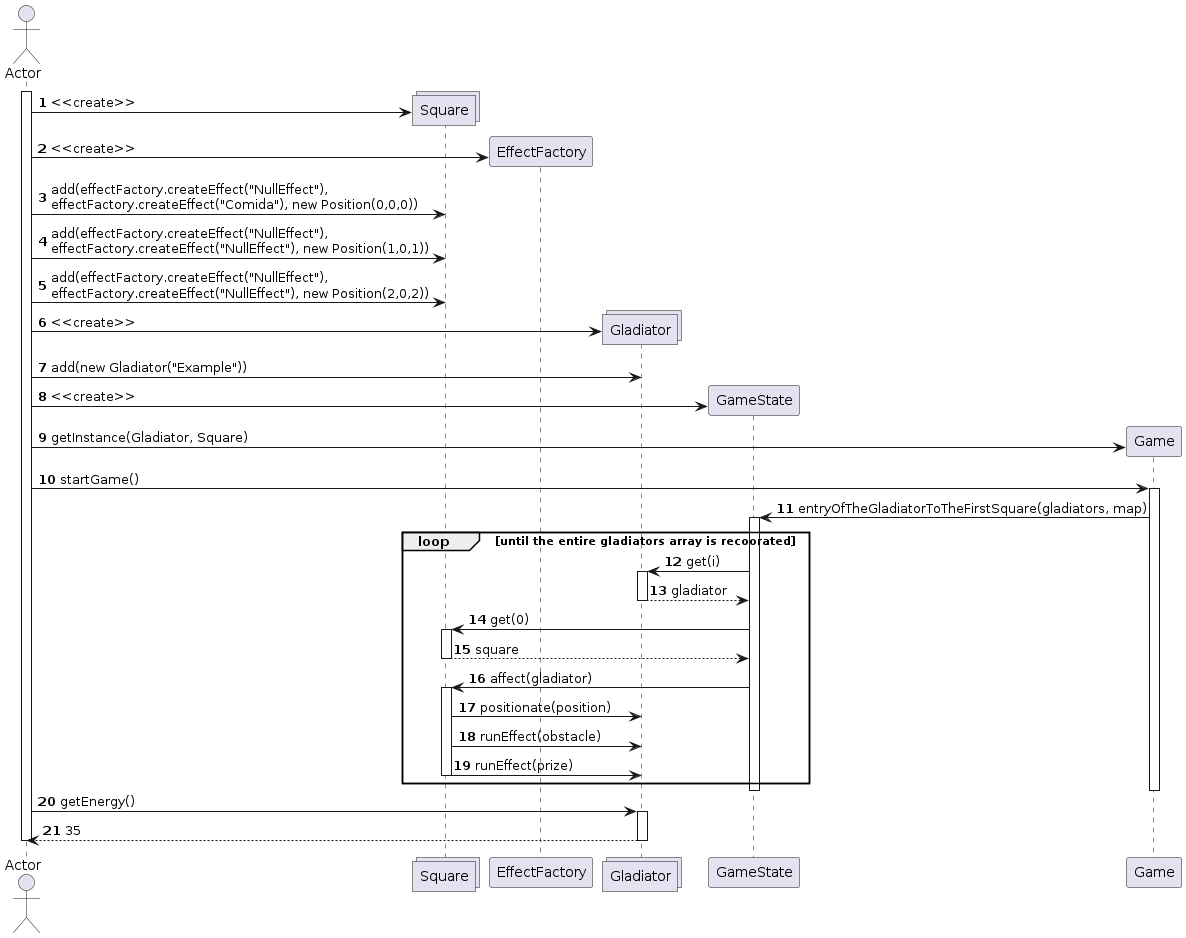 Actor
1 <<create>>
Square
2 <<create>>
EffectFactory
3 add(effectFactory.createEffect("NullEffect"),
effectFactory.createEffect("Comida"), new Position(0,0,0))
4 add(effectFactory.createEffect("NullEffect"),
effectFactory.createEffect("NullEffect"), new Position(1,0,1))
5 add(effectFactory.createEffect("NullEffect"),
effectFactory.createEffect("NullEffect"), new Position(2,0,2))
6 <<create>>
Gladiator
7 add(new Gladiator("Example"))
8 <<create>>
GameState
9 getInstance(Gladiator, Square)
Game
10 startGame()
11 entryOfTheGladiatorToTheFirstSquare(gladiators, map)
loop [until the entire gladiators array is recoorated]
12 get(i)
13 gladiator
14 get(0)
15 square
16 affect(gladiator)
17 positionate(position)
18 runEffect(obstacle)
19 runEffect(prize)
20 getEnergy()
21 35
Actor
Square EffectFactory Gladiator GameState Game